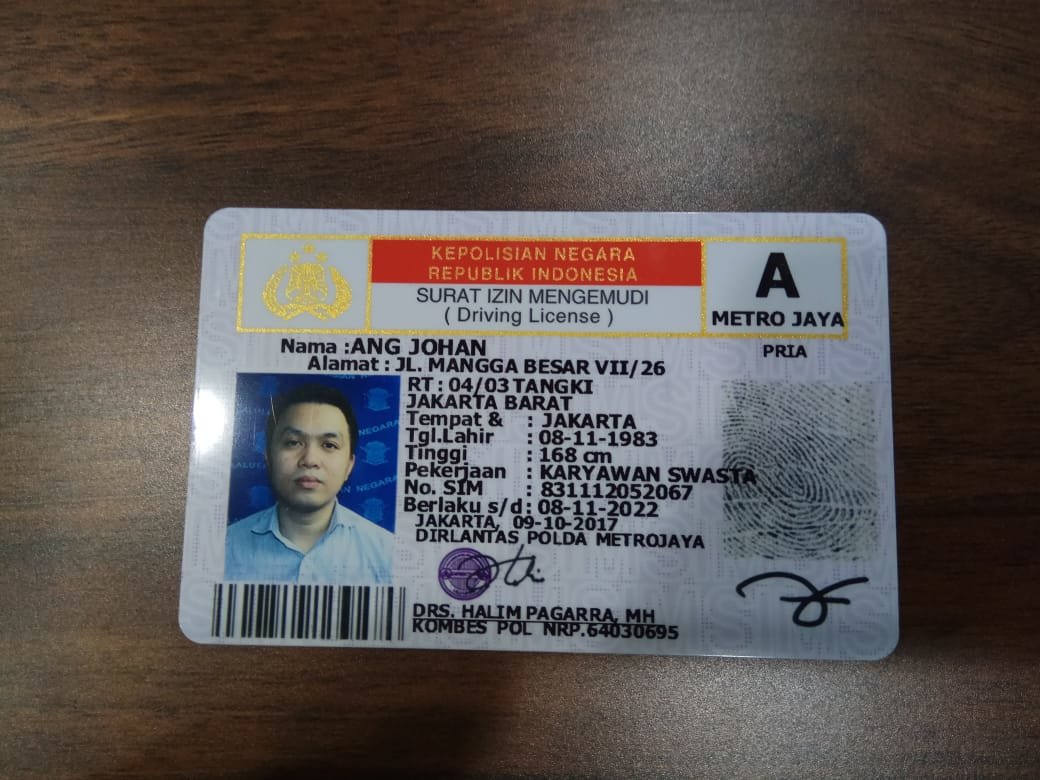 KEPOLISIAN NEGARA
REPUBLIK INDONESIA
SURAT IZIN MENGEMUDI
( Driving License )
A
METRO JAYA
PRIA
Nama : ANG JOHAN
Alamat : JL. MANGGA BESAR VII/26
RT : 04/03 TANGKI
JAKARTA BARAT
Tempat & : JAKARTA
Tgl.Lahir : 08-11-1983
Tinggi : 168 cm
Pekerjaan : KARYAWAN SWASTA
No. SIM : 831112052067
Berlaku s/d : 08-11-2022
JAKARTA, 09-10-2017
DIRLANTAS POLDA METROJAYA
DRS. HALIM PAGARRA, MH
KOMBES POL NRP.64030695